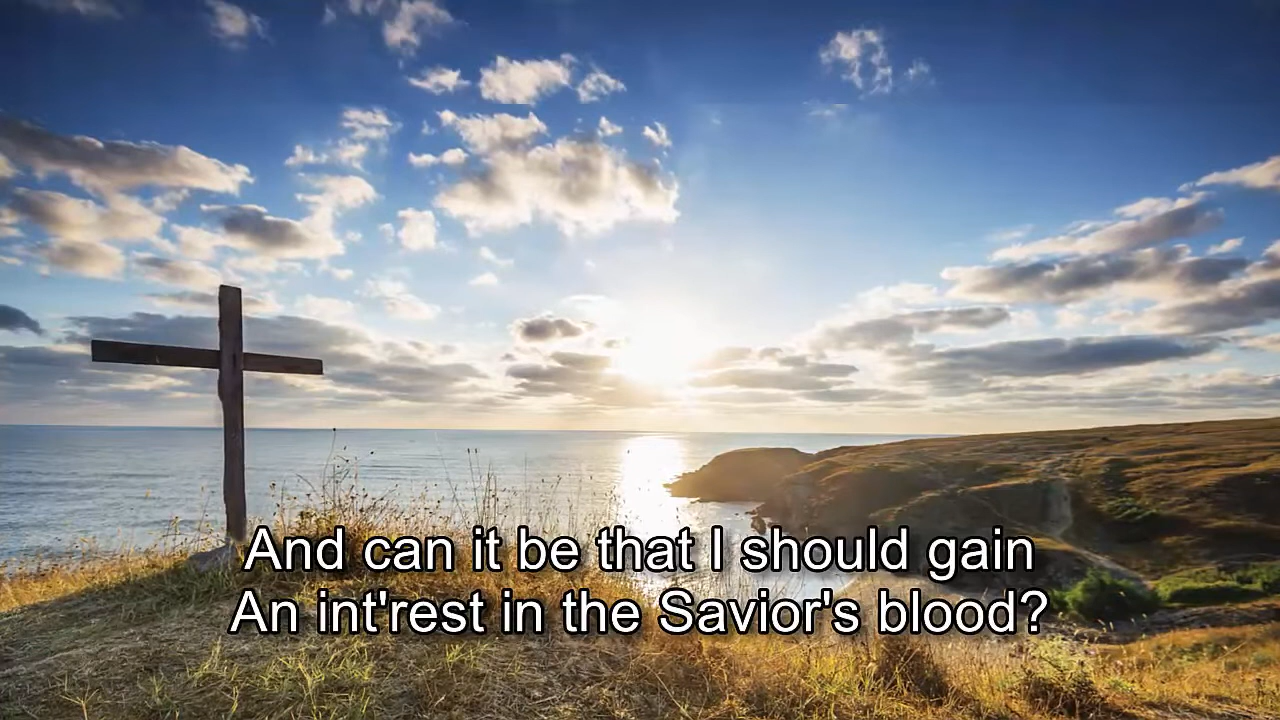 And can it be that I should gain
An int'rest in the Savior's blood?